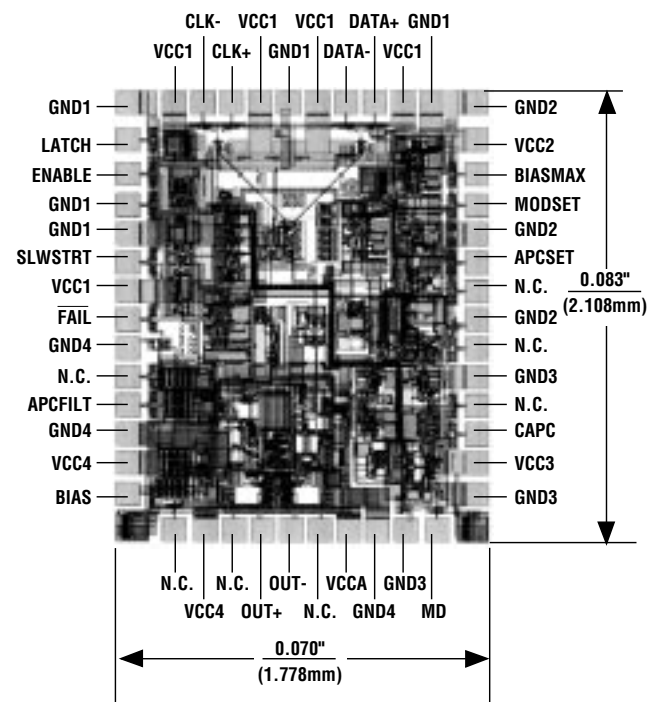 CLK- VCC1 VCC1 DATA+ GND1
VCC1 CLK+ GND1 DATA- VCC1
GND1 GND2
LATCH VCC2
ENABLE BIASMAX
GND1 MODSET
GND1 GND2
SLWSTRT APCSET
VCC1 N.C.
0.083"
(2.108mm)
FAIL GND2
GND4 N.C.
N.C. GND3
APCFILT N.C.
GND4 CAPC
VCC4 VCC3
BIAS GND3
N.C. N.C. OUT- VCCA GND3
VCC4 OUT+ N.C. GND4 MD
0.070"
(1.778mm)